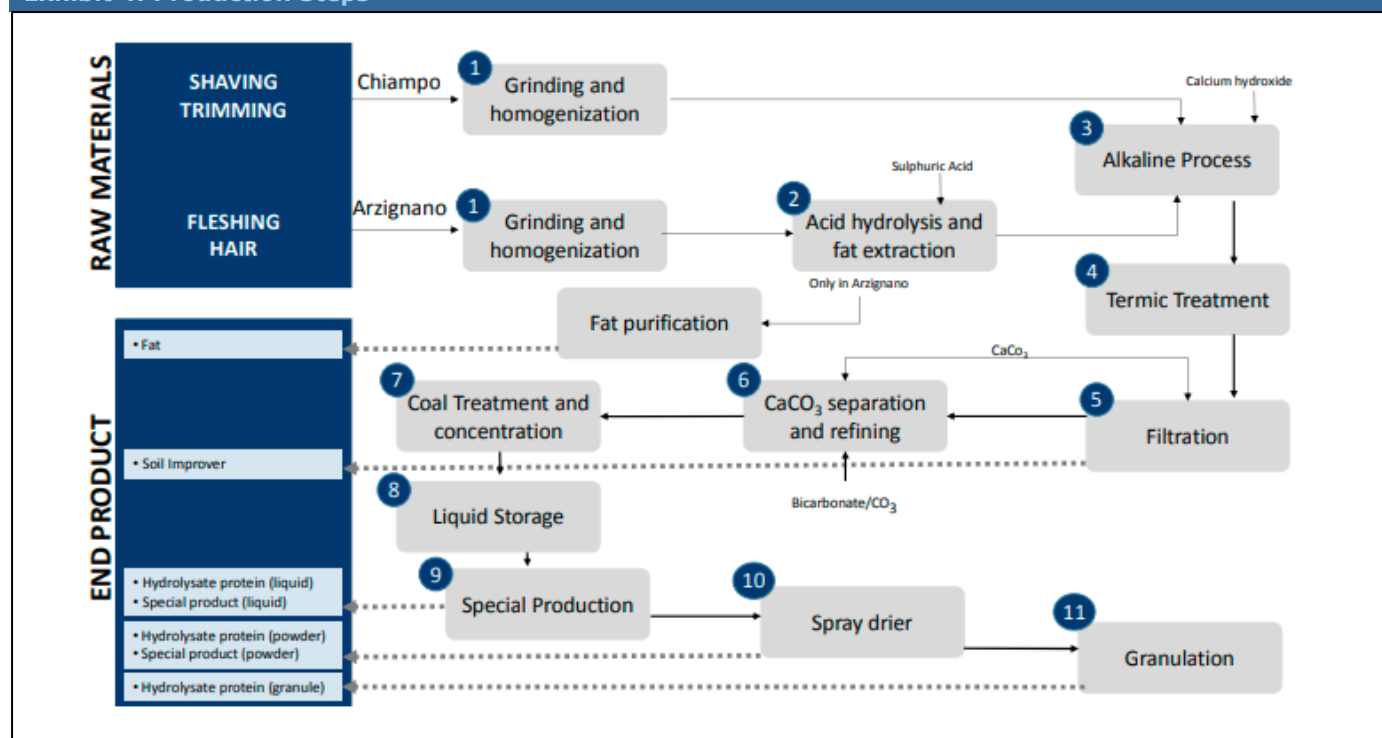 RAW MATERIALS
SHAVING
TRIMMING
Chiampo
1
Grinding and
homogenization
Calcium hydroxide
3
Alkaline Process
FLESHING
HAIR
Arzignano
1
Grinding and
homogenization
Sulphuric Acid
2
Acid hydrolysis and
fat extraction
Only in Arzignano
4
Termic Treatment
Fat purification
END PRODUCT
• Fat
CaCo₃
7
Coal Treatment and
concentration
6
CaCO₃ separation
and refining
5
Filtration
• Soil Improver
Bicarbonate/CO₃
8
Liquid Storage
9
Special Production
10
Spray drier
11
Granulation
• Hydrolysate protein (liquid)
• Special product (liquid)
• Hydrolysate protein (powder)
• Special product (powder)
• Hydrolysate protein (granule)